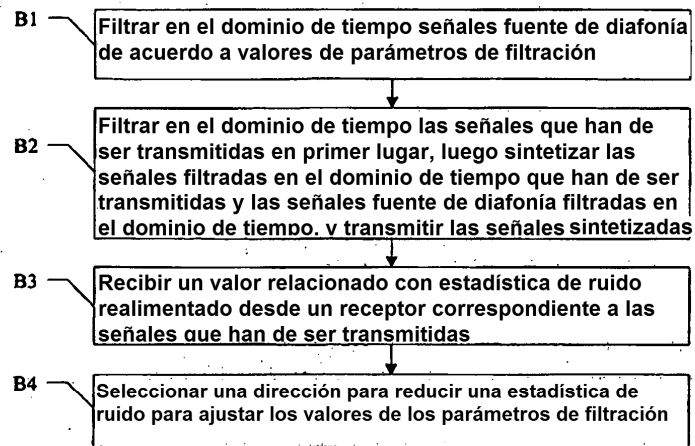 B1
Filtrar en el dominio de tiempo señales fuente de diafonía
de acuerdo a valores de parámetros de filtración
B2
Filtrar en el dominio de tiempo las señales que han de
ser transmitidas en primer lugar, luego sintetizar las
señales filtradas en el dominio de tiempo que han de ser
transmitidas y las señales fuente de diafonía filtradas en
el dominio de tiempo, y transmitir las señales sintetizadas
B3
Recibir un valor relacionado con estadística de ruido
realimentado desde un receptor correspondiente a las
señales que han de ser transmitidas
B4
Seleccionar una dirección para reducir una estadística de
ruido para ajustar los valores de los parámetros de filtración